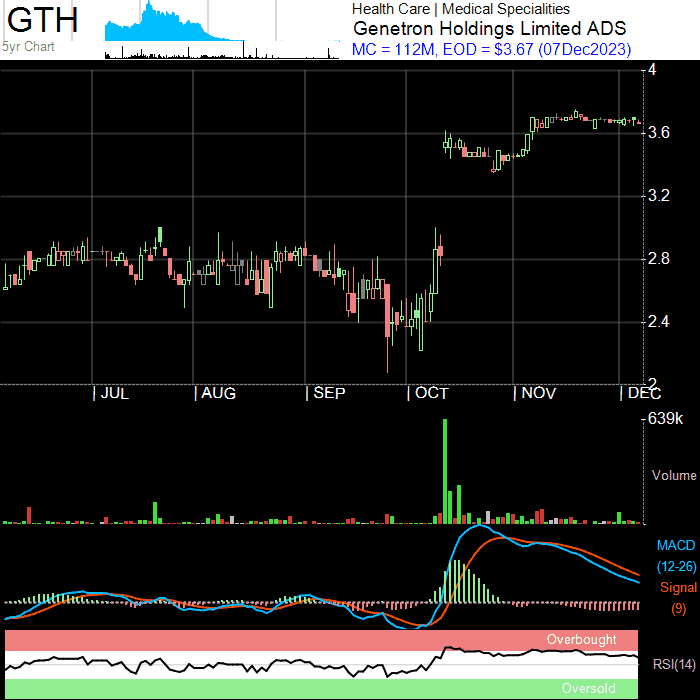 GTH
5yr Chart
Health Care | Medical Specialities
Genetron Holdings Limited ADS
MC = 112M, EOD = $3.67 (07Dec2023)
4
3.6
3.2
2.8
2.4
2
JUL AUG SEP OCT NOV DEC
639k
Volume
MACD
(12-26)
Signal
(9)
Overbought
RSI(14)
Oversold